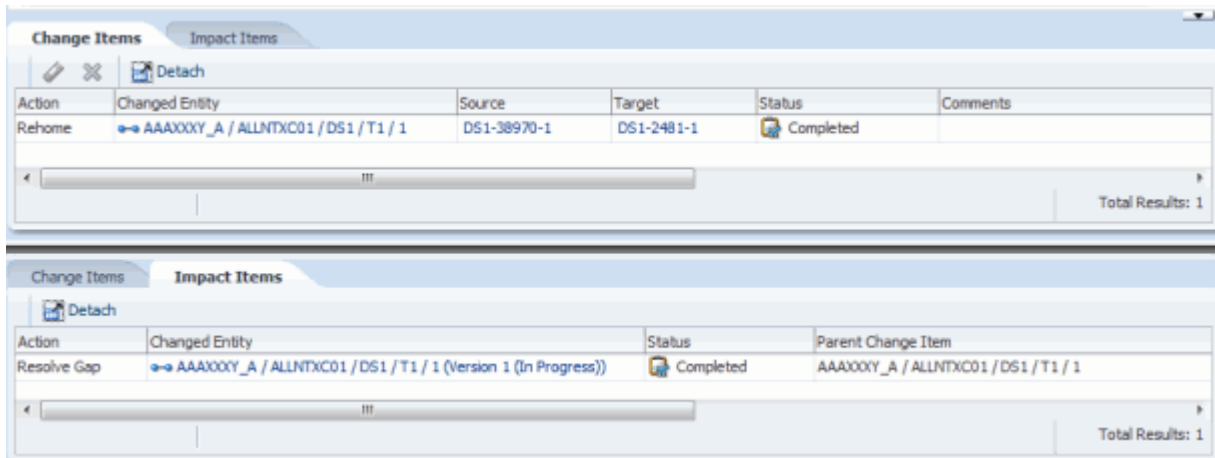 Change Items Impact Items
Detach
Action Changed Entity Source Target Status Comments
Rehome AAAXXXY_A / ALLNTXC01 / DS1 / T1 / 1 DS1-38970-1 DS1-2481-1 Completed
Total Results: 1
Change Items Impact Items
Detach
Action Changed Entity Status Parent Change Item
Resolve Gap AAAXXXY_A / ALLNTXC01 / DS1 / T1 / 1 (Version 1 (In Progress)) Completed AAAXXXY_A / ALLNTXC01 / DS1 / T1 / 1
Total Results: 1